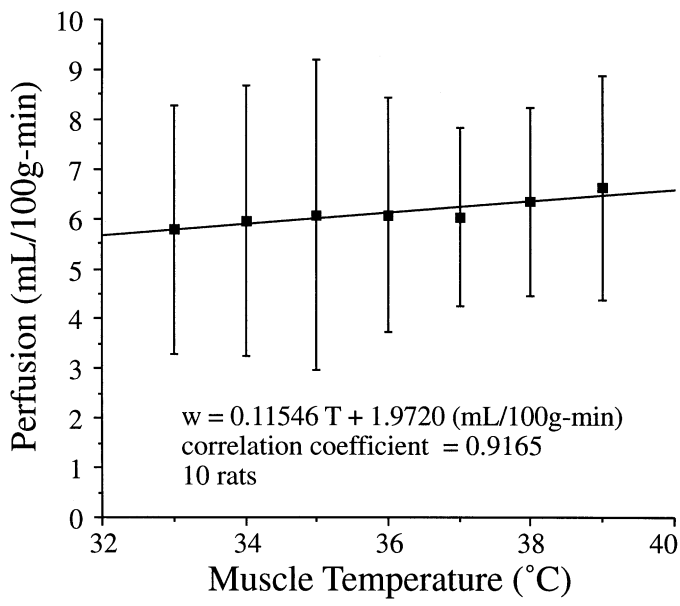 10
9
8
7
6
5
4
3
2
1
0
Perfusion (mL/100g-min)
w = 0.11546 T + 1.9720 (mL/100g-min)
correlation coefficient = 0.9165
10 rats
32 34 36 38 40
Muscle Temperature (˚C)